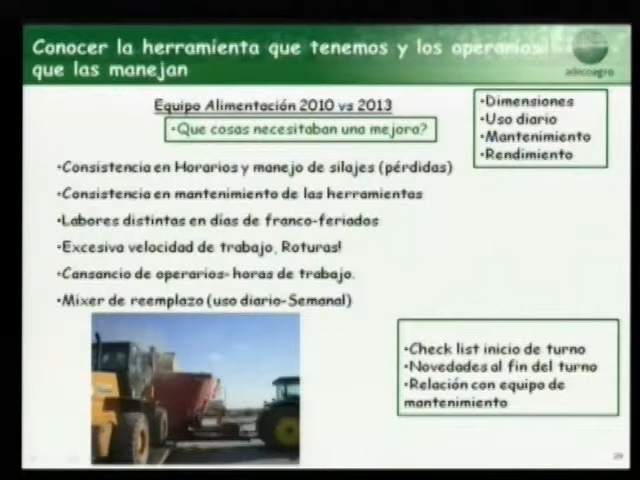 Conocer la herramienta que tenemos y los operarios
que las manejan
adecoagro
Equipo Alimentación 2010 vs 2013
•Que cosas necesitaban una mejora?
•Dimensiones
•Uso diario
•Mantenimiento
•Rendimiento
•Consistencia en Horarios y manejo de silajes (pérdidas)
•Consistencia en mantenimiento de las herramientas
•Labores distintas en días de franco-feriados
•Excesiva velocidad de trabajo, Roturas!
•Cansancio de operarios- horas de trabajo.
•Mixer de reemplazo (uso diario-Semanal)
•Check list inicio de turno
•Novedades al fin del turno
•Relación con equipo de
mantenimiento